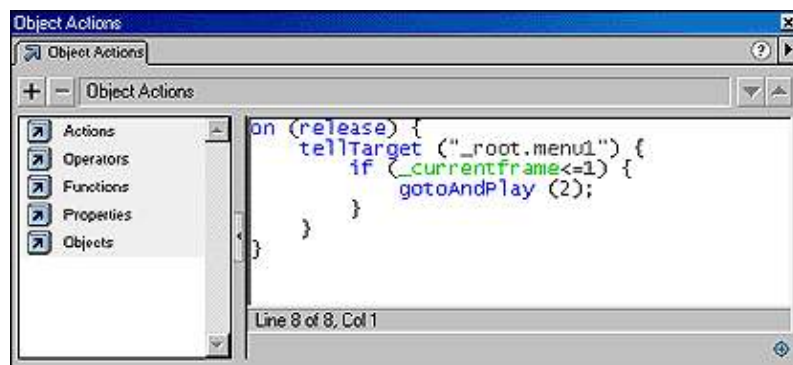 Object Actions
Object Actions
?
+ − Object Actions
Actions
Operators
Functions
Properties
Objects
on (release) {
    tellTarget ("_root.menu1") {
        if (_currentframe<=1) {
            gotoAndPlay (2);
        }
    }
}
Line 8 of 8, Col 1